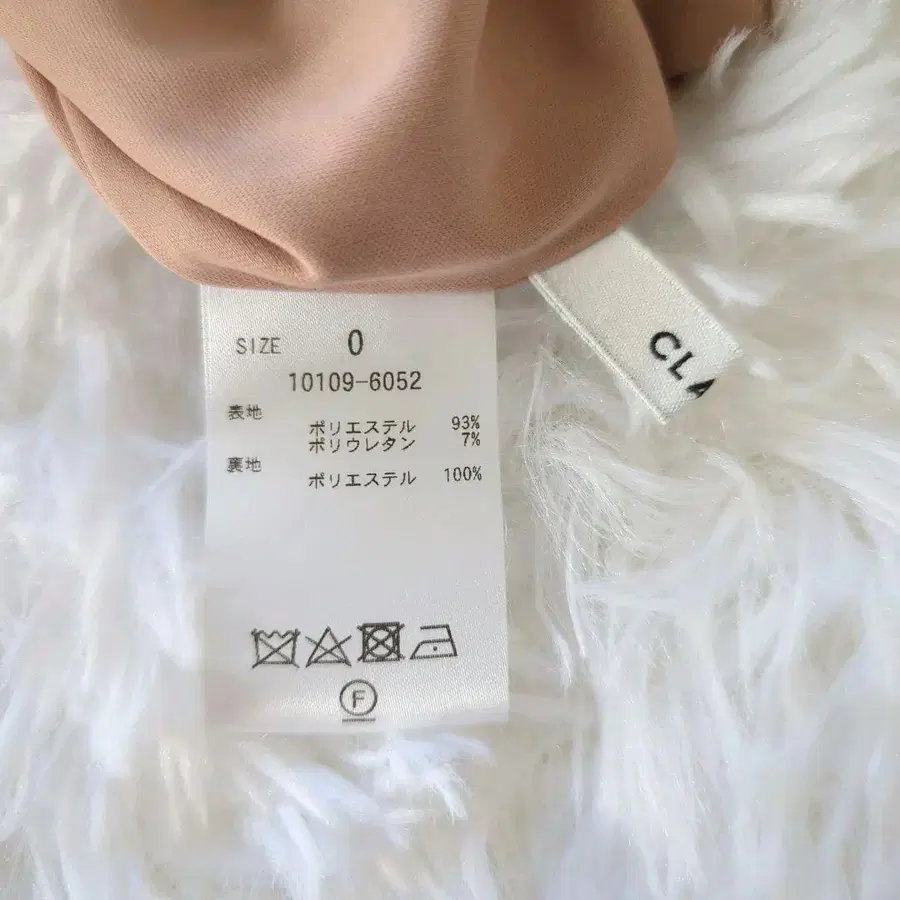 SIZE 0
10109-6052
表地
ポリエステル 93%
ポリウレタン 7%
裏地
ポリエステル 100%
F